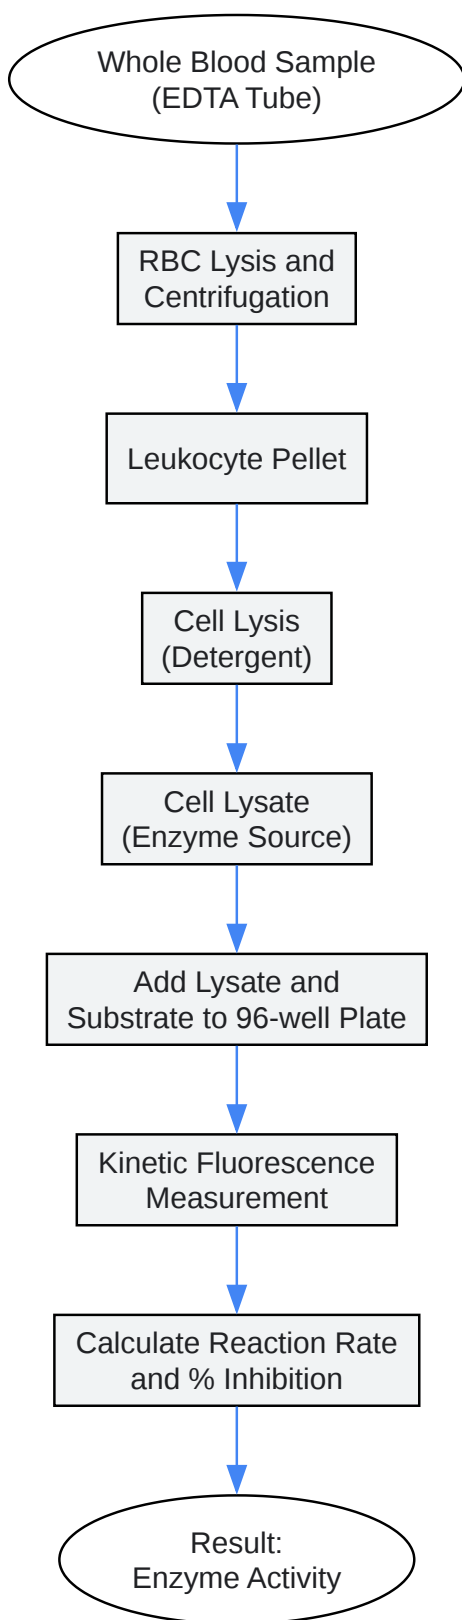 Whole Blood Sample
(EDTA Tube)
RBC Lysis and
Centrifugation
Leukocyte Pellet
Cell Lysis
(Detergent)
Cell Lysate
(Enzyme Source)
Add Lysate and
Substrate to 96-well Plate
Kinetic Fluorescence
Measurement
Calculate Reaction Rate
and % Inhibition
Result:
Enzyme Activity